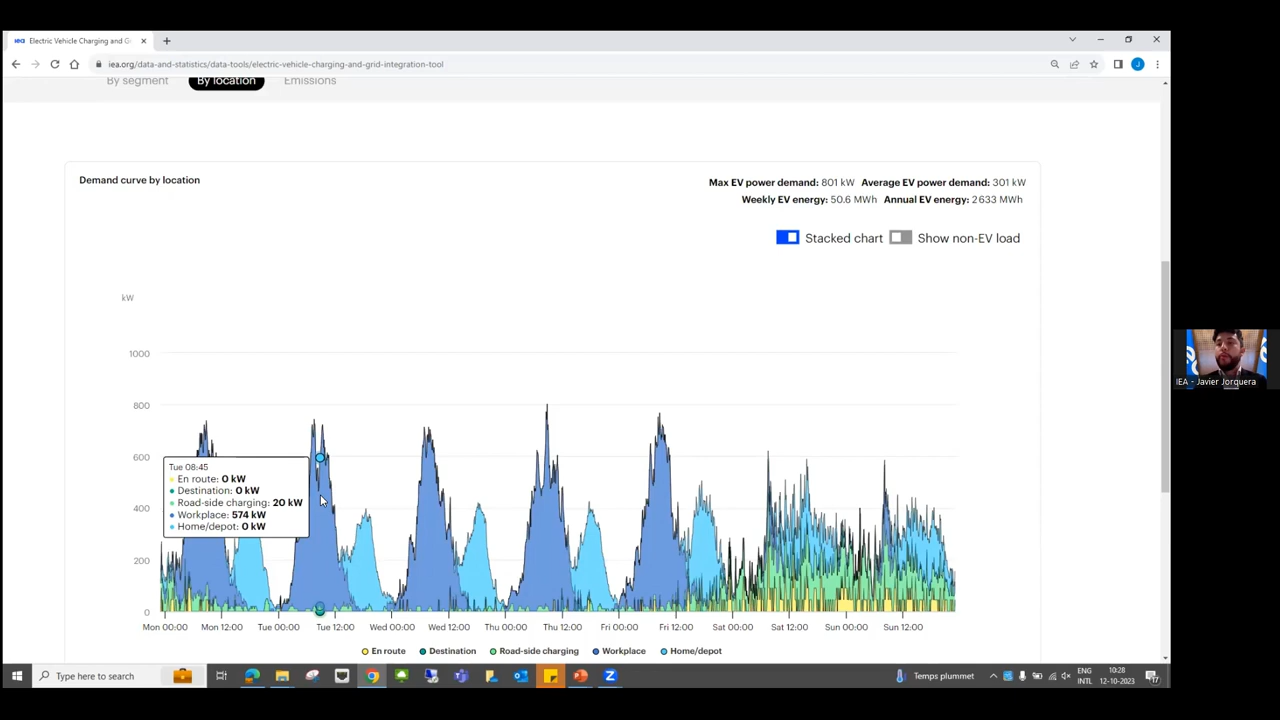 iea Electric Vehicle Charging and G
iea.org/data-and-statistics/data-tools/electric-vehicle-charging-and-grid-integration-tool
J
By segment By location Emissions
Demand curve by location
Max EV power demand: 801 kW Average EV power demand: 301 kW
Weekly EV energy: 50.6 MWh Annual EV energy: 2 633 MWh
Stacked chart Show non-EV load
kW
1000
800
600
400
200
0
Tue 08:45
En route: 0 kW
Destination: 0 kW
Road-side charging: 20 kW
Workplace: 574 kW
Home/depot: 0 kW
Mon 00:00 Mon 12:00 Tue 00:00 Tue 12:00 Wed 00:00 Wed 12:00 Thu 00:00 Thu 12:00 Fri 00:00 Fri 12:00 Sat 00:00 Sat 12:00 Sun 00:00 Sun 12:00
En route Destination Road-side charging Workplace Home/depot
IEA - Javier Jorquera
Type here to search
Temps plummet
ENG
INTL
10:28
12-10-2023
17